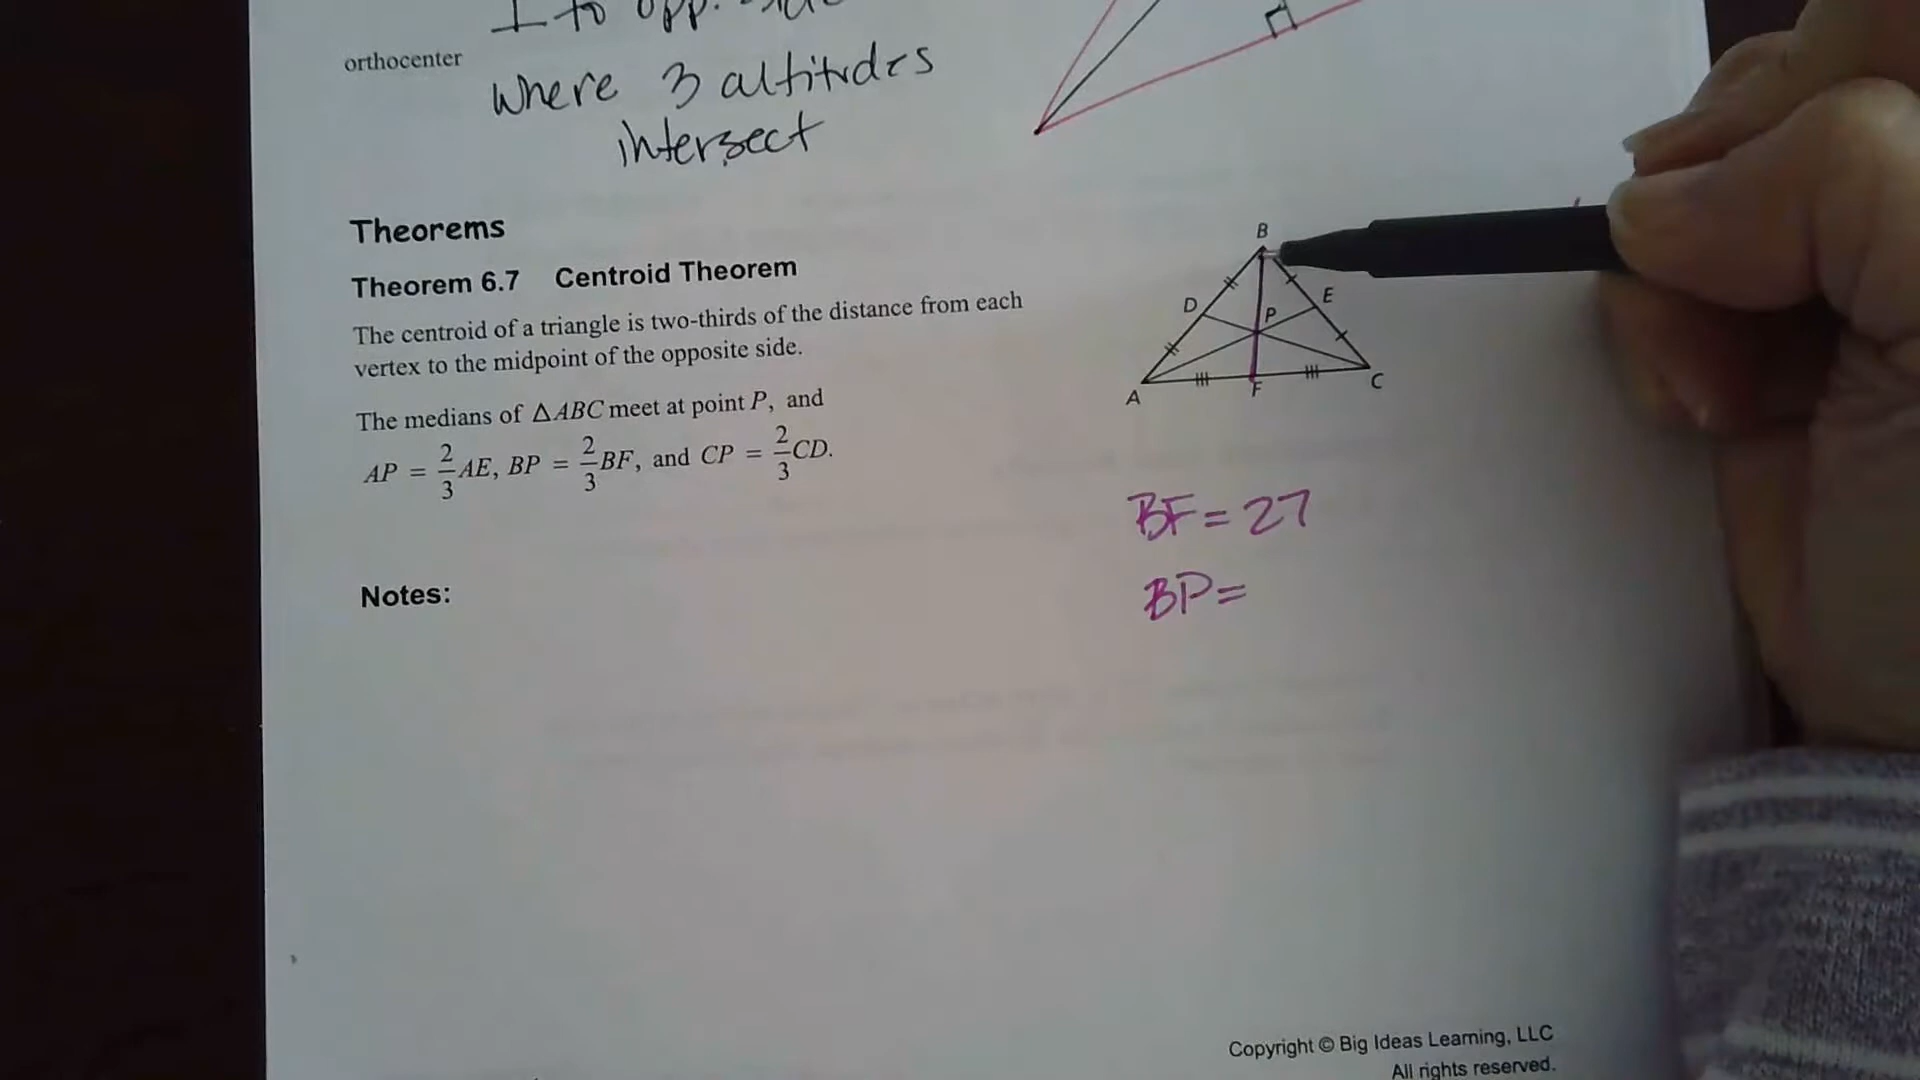 ⊥ to opp.
orthocenter
where 3 altitudes
intersect
Theorems
Theorem 6.7 Centroid Theorem
The centroid of a triangle is two-thirds of the distance from each
vertex to the midpoint of the opposite side.
The medians of △ABC meet at point P, and
AP = 2/3 AE, BP = 2/3 BF, and CP = 2/3 CD.
B
D
E
P
A
F
C
BF = 27
BP =
Notes:
Copyright © Big Ideas Learning, LLC
All rights reserved.